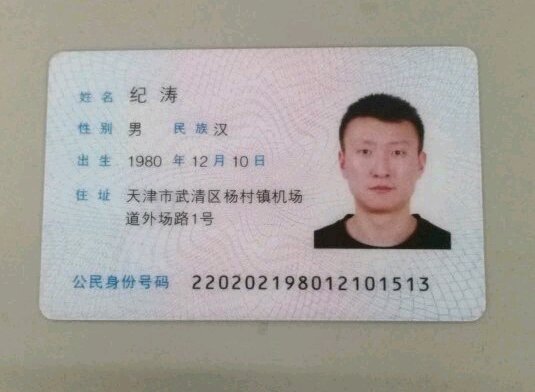 姓名 纪涛
性别 男 民族 汉
出生 1980 年 12 月 10 日
住址 天津市武清区杨村镇机场
道外场路1号
公民身份号码 220202198012101513